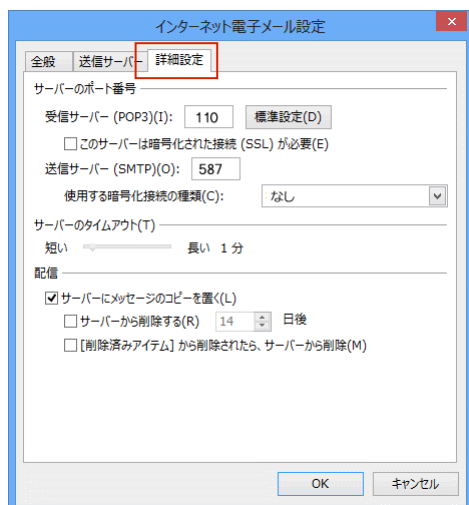 インターネット電子メール設定
全般 送信サーバー 詳細設定
サーバーのポート番号
受信サーバー (POP3)(I): 110 標準設定(D)
このサーバーは暗号化された接続 (SSL) が必要(E)
送信サーバー (SMTP)(O): 587
使用する暗号化接続の種類(C): なし
サーバーのタイムアウト(T)
短い 長い 1 分
配信
サーバーにメッセージのコピーを置く(L)
サーバーから削除する(R) 14 日後
[削除済みアイテム] から削除されたら、サーバーから削除(M)
OK キャンセル